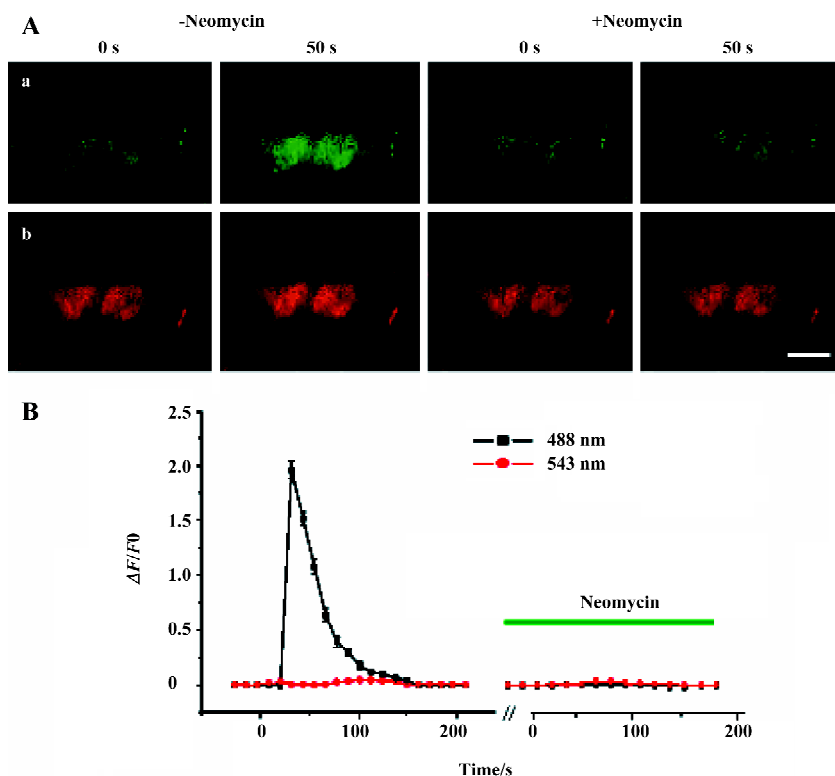 A
-Neomycin
+Neomycin
0 s
50 s
0 s
50 s
a
b
B
2.5
2.0
1.5
1.0
0.5
0
ΔF/F0
488 nm
543 nm
Neomycin
0
100
200
//
0
100
200
Time/s